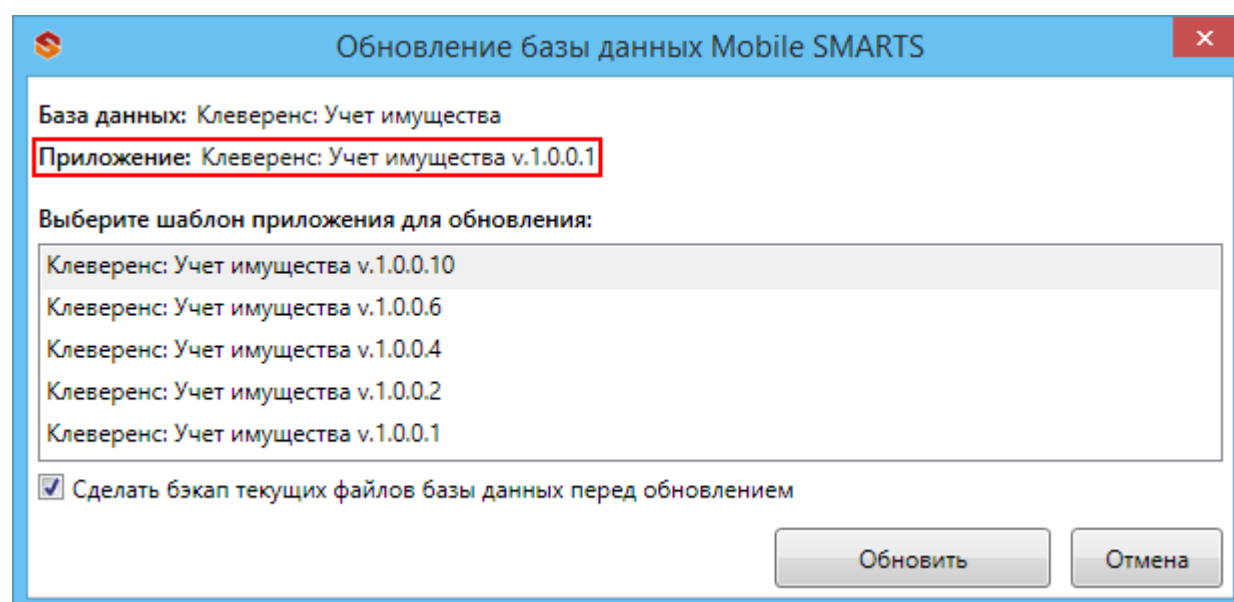 Обновление базы данных Mobile SMARTS
База данных: Клеверенс: Учет имущества
Приложение: Клеверенс: Учет имущества v.1.0.0.1
Выберите шаблон приложения для обновления:
Клеверенс: Учет имущества v.1.0.0.10
Клеверенс: Учет имущества v.1.0.0.6
Клеверенс: Учет имущества v.1.0.0.4
Клеверенс: Учет имущества v.1.0.0.2
Клеверенс: Учет имущества v.1.0.0.1
Сделать бэкап текущих файлов базы данных перед обновлением
Обновить Отмена